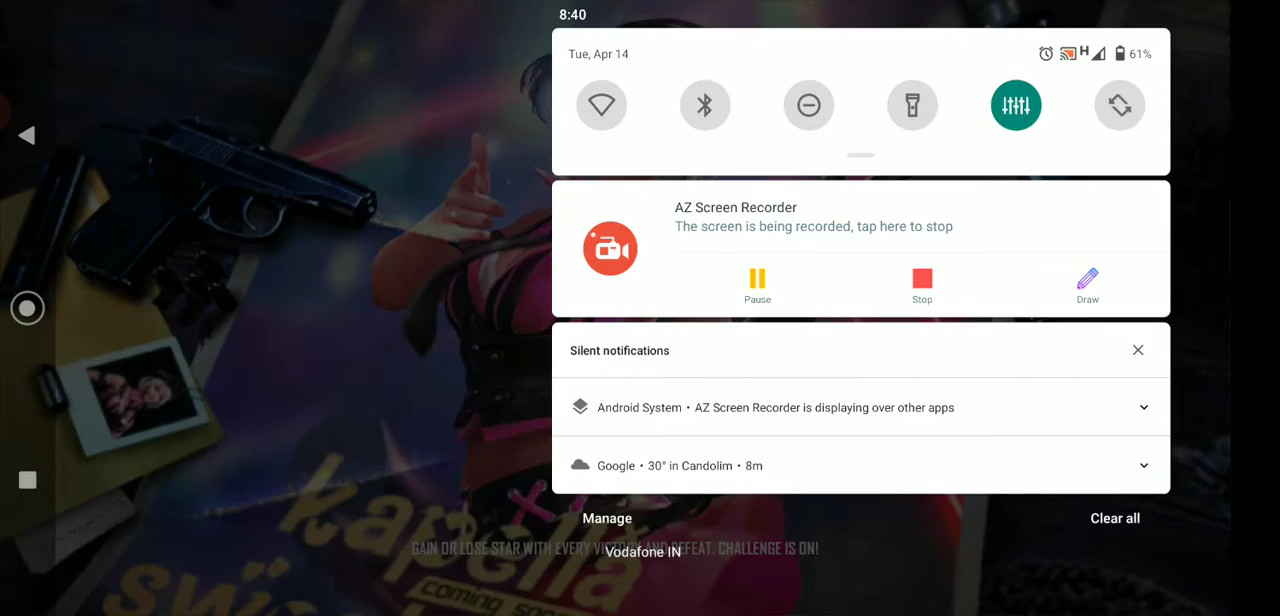 8:40
Tue, Apr 14
H
61%
AZ Screen Recorder
The screen is being recorded, tap here to stop
Pause
Stop
Draw
Silent notifications
Android System • AZ Screen Recorder is displaying over other apps
Google • 30° in Candolim • 8m
Manage
Clear all
GAIN OR LOSE STAR WITH EVERY VICTORY AND DEFEAT. CHALLENGE IS ON!
Vodafone IN
kapella
swi
coming soon